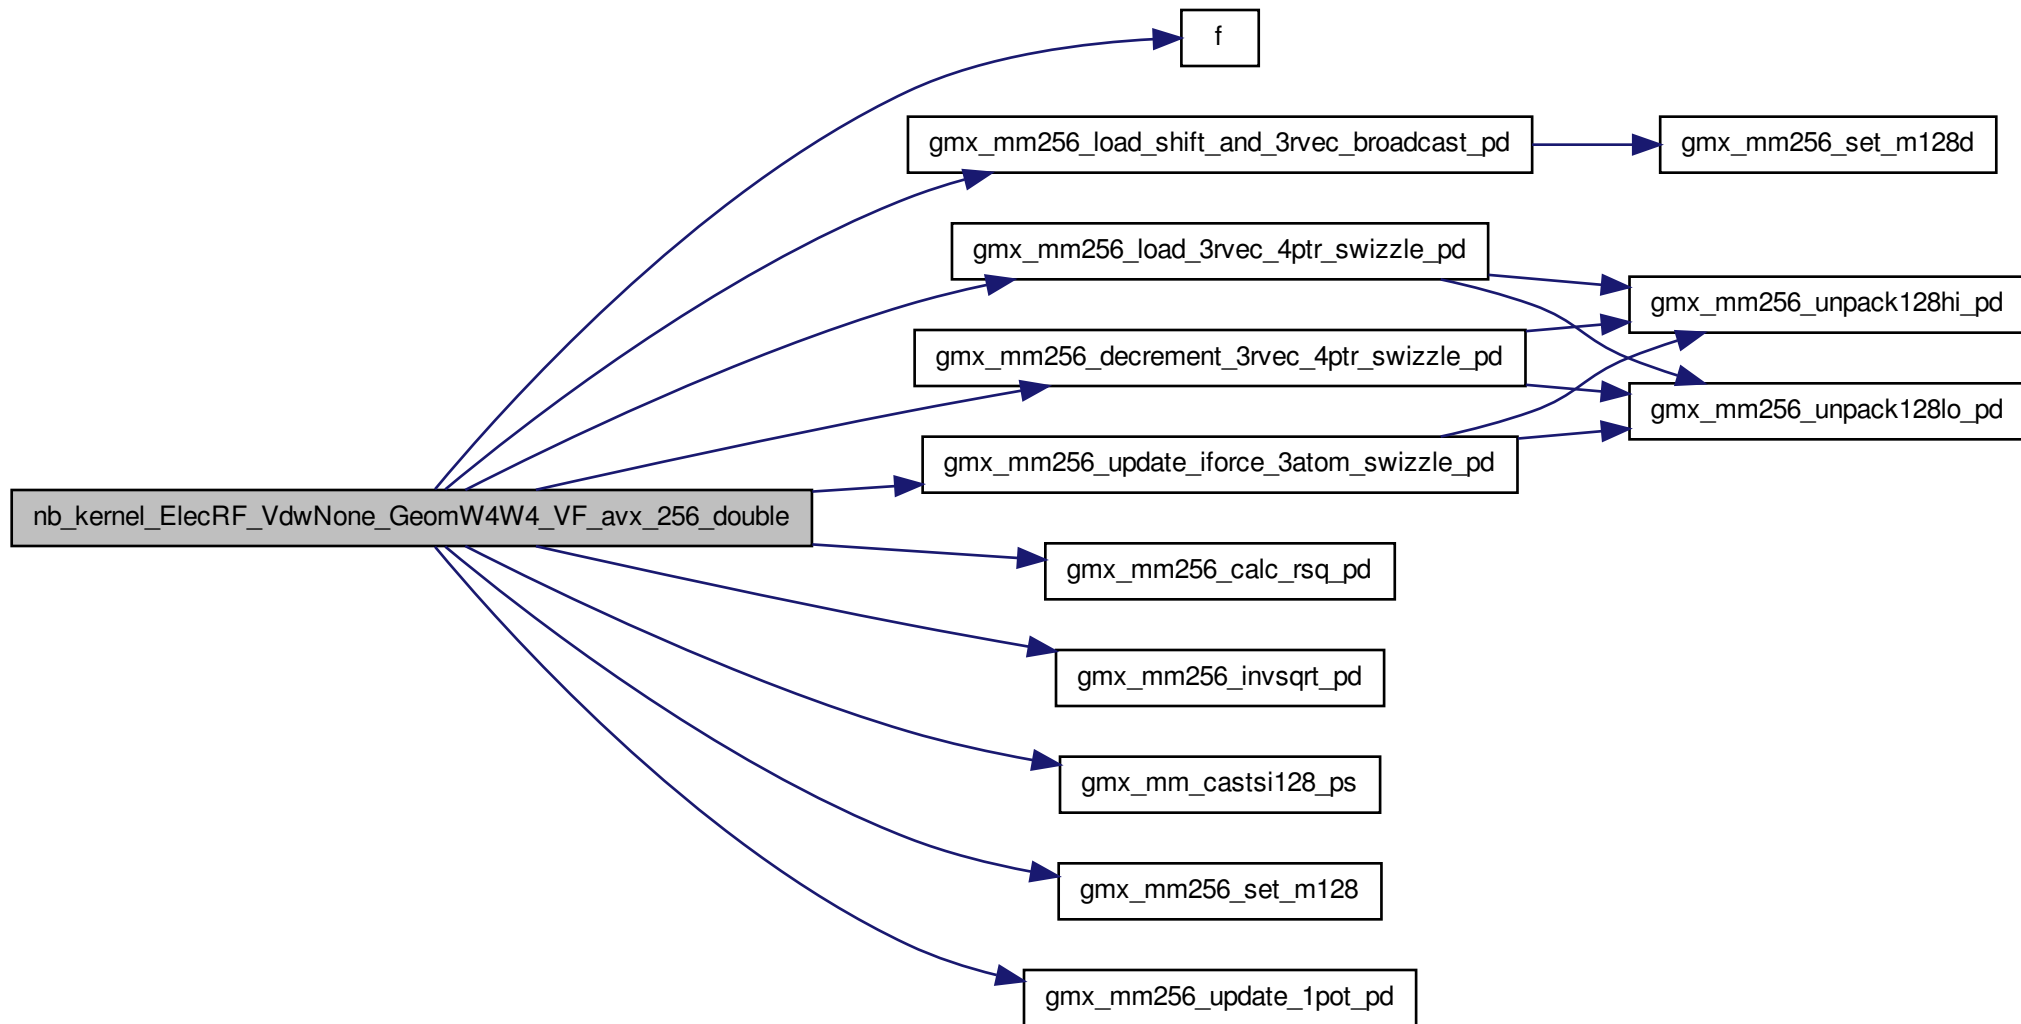 f
gmx_mm256_load_shift_and_3rvec_broadcast_pd
gmx_mm256_set_m128d
gmx_mm256_load_3rvec_4ptr_swizzle_pd
gmx_mm256_unpack128hi_pd
gmx_mm256_decrement_3rvec_4ptr_swizzle_pd
gmx_mm256_unpack128lo_pd
gmx_mm256_update_iforce_3atom_swizzle_pd
nb_kernel_ElecRF_VdwNone_GeomW4W4_VF_avx_256_double
gmx_mm256_calc_rsq_pd
gmx_mm256_invsqrt_pd
gmx_mm_castsi128_ps
gmx_mm256_set_m128
gmx_mm256_update_1pot_pd